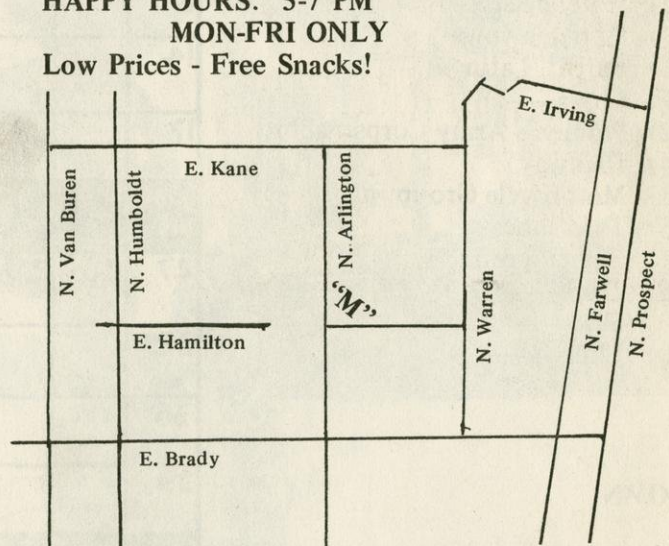 HAPPY HOURS: 5-7 PM
MON-FRI ONLY
Low Prices - Free Snacks!
E. Irving
E. Kane
N. Van Buren
N. Humboldt
N. Arlington
"M"
N. Warren
N. Farwell
N. Prospect
E. Hamilton
E. Brady